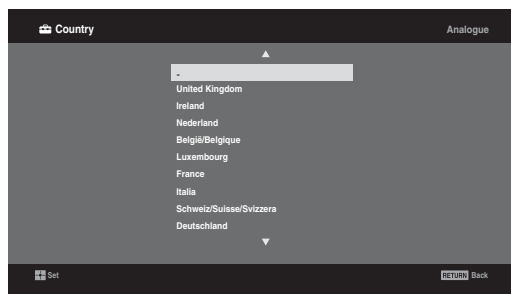 Country
Analogue
-
United Kingdom
Ireland
Nederland
België/Belgique
Luxembourg
France
Italia
Schweiz/Suisse/Svizzera
Deutschland
Set
RETURN Back